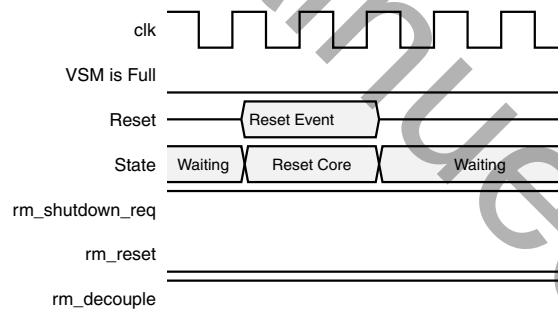 clk
VSM is Full
Reset
Reset Event
State
Waiting
Reset Core
Waiting
rm_shutdown_req
rm_reset
rm_decouple